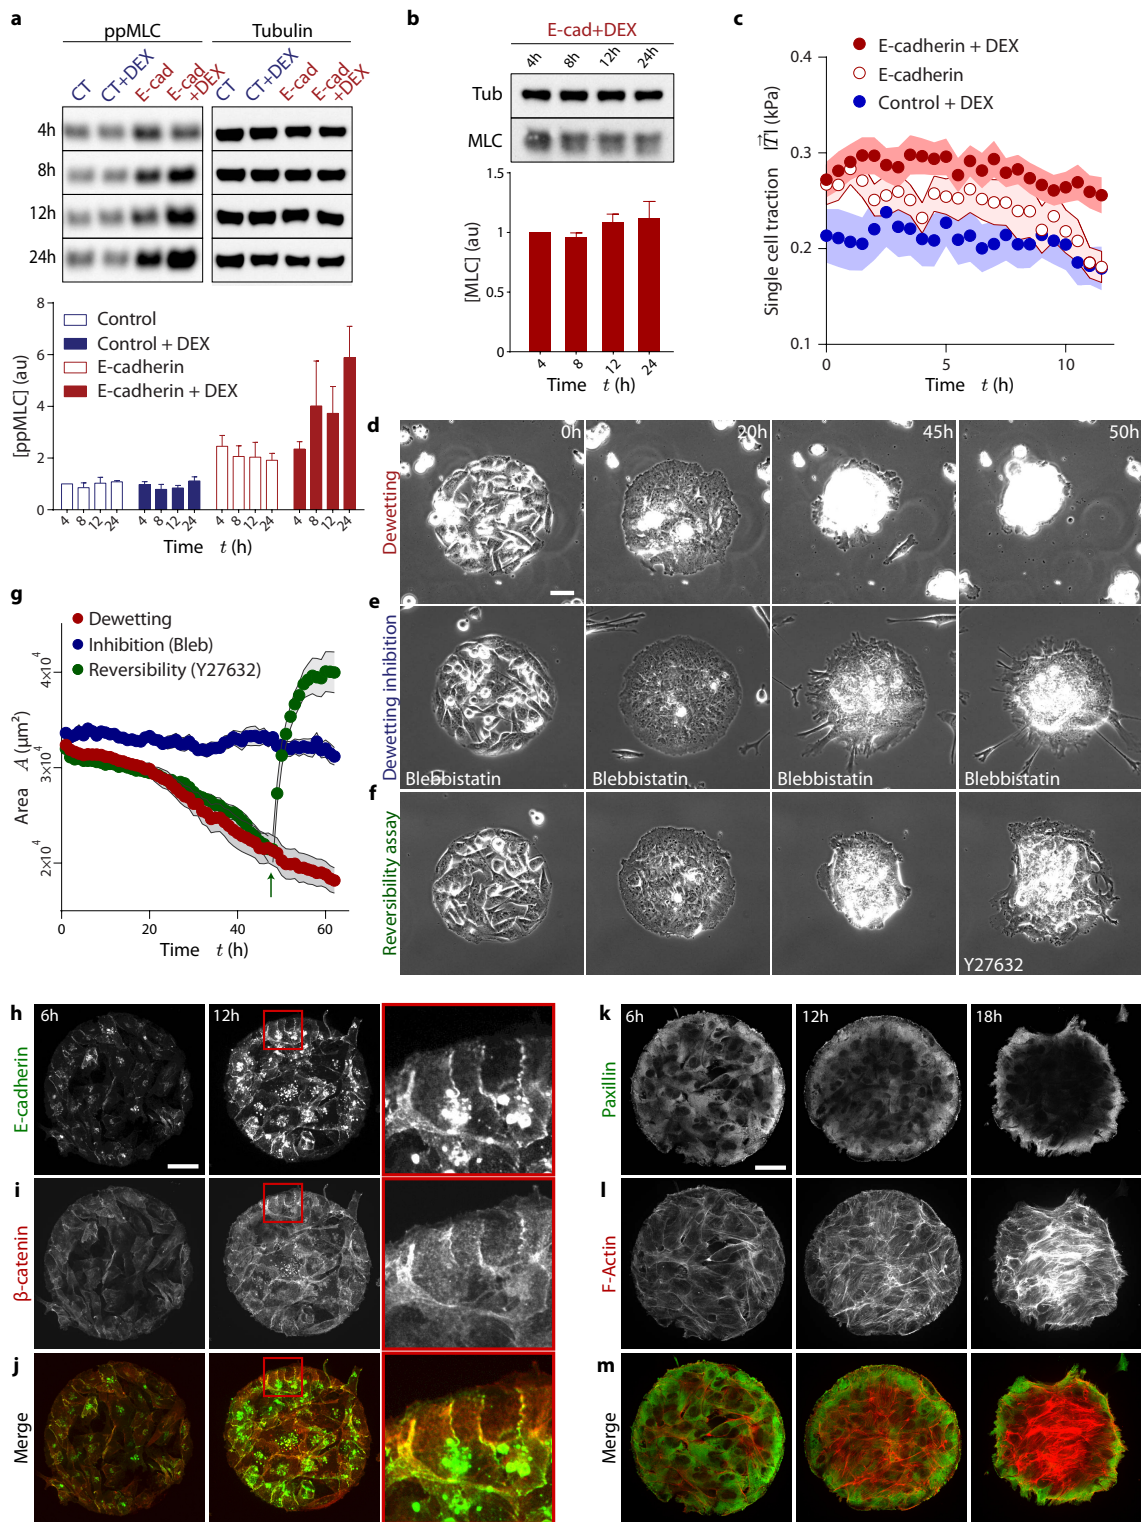 a
ppMLC Tubulin
CT CT+DEX E-cad E-cad +DEX CT CT+DEX E-cad E-cad +DEX
4h
8h
12h
24h
8
6
4
2
0
[ppMLC] (au)
Control
Control + DEX
E-cadherin
E-cadherin + DEX
4 8 12 24 4 8 12 24 4 8 12 24 4 8 12 24
Time t (h)
b
E-cad+DEX
4h 8h 12h 24h
Tub
MLC
1.5
1
0.5
0
[MLC] (au)
4 8 12 24
Time t (h)
c
E-cadherin + DEX
E-cadherin
Control + DEX
0.4
0.3
0.2
0.1
Single cell traction |T⃗| (kPa)
0 5 10
Time t (h)
d
Dewetting
0h 20h 45h 50h
e
Dewetting inhibition
Blebbistatin Blebbistatin Blebbistatin Blebbistatin
f
Reversibility assay
Y27632
g
Dewetting
Inhibition (Bleb)
Reversibility (Y27632)
4×10⁴
3×10⁴
2×10⁴
Area A (μm²)
0 20 40 60
Time t (h)
h
E-cadherin
6h 12h
i
β-catenin
j
Merge
k
Paxillin
6h 12h 18h
l
F-Actin
m
Merge